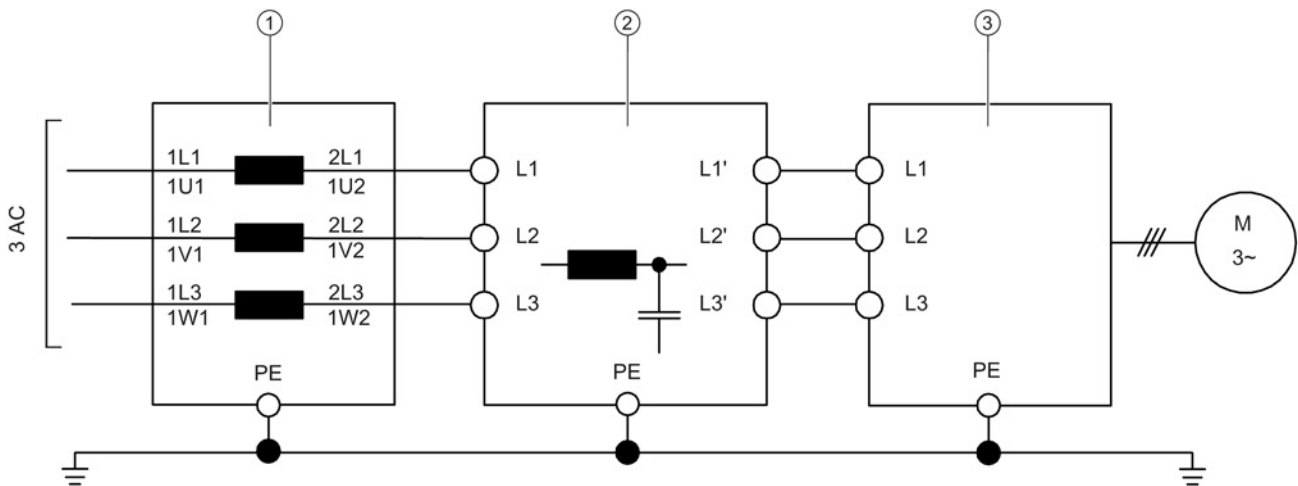 ① ② ③
3 AC
1L1 2L1 L1 L1' L1
1U1 1U2
M
3~
1L2 2L2 L2 L2' L2
1V1 1V2
1L3 2L3 L3 L3' L3
1W1 1W2
PE PE PE